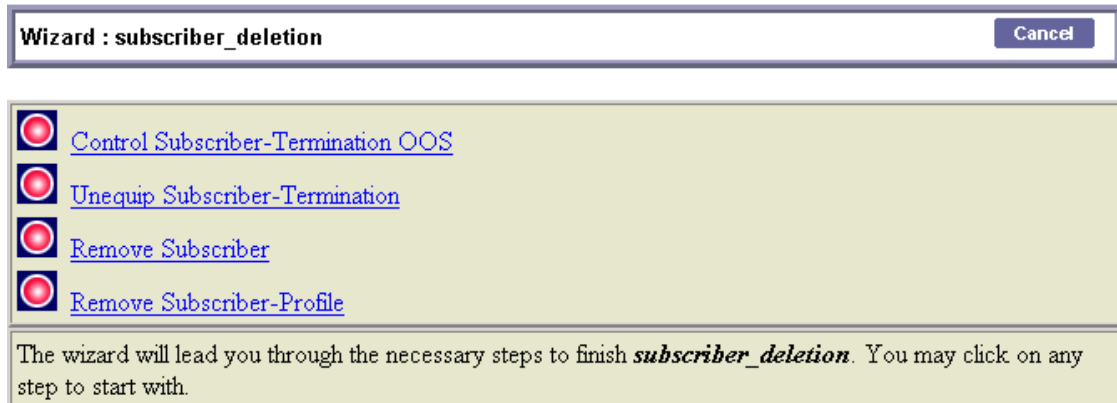 Wizard : subscriber_deletion
Cancel
Control Subscriber-Termination OOS
Unequip Subscriber-Termination
Remove Subscriber
Remove Subscriber-Profile
The wizard will lead you through the necessary steps to finish subscriber_deletion. You may click on any
step to start with.